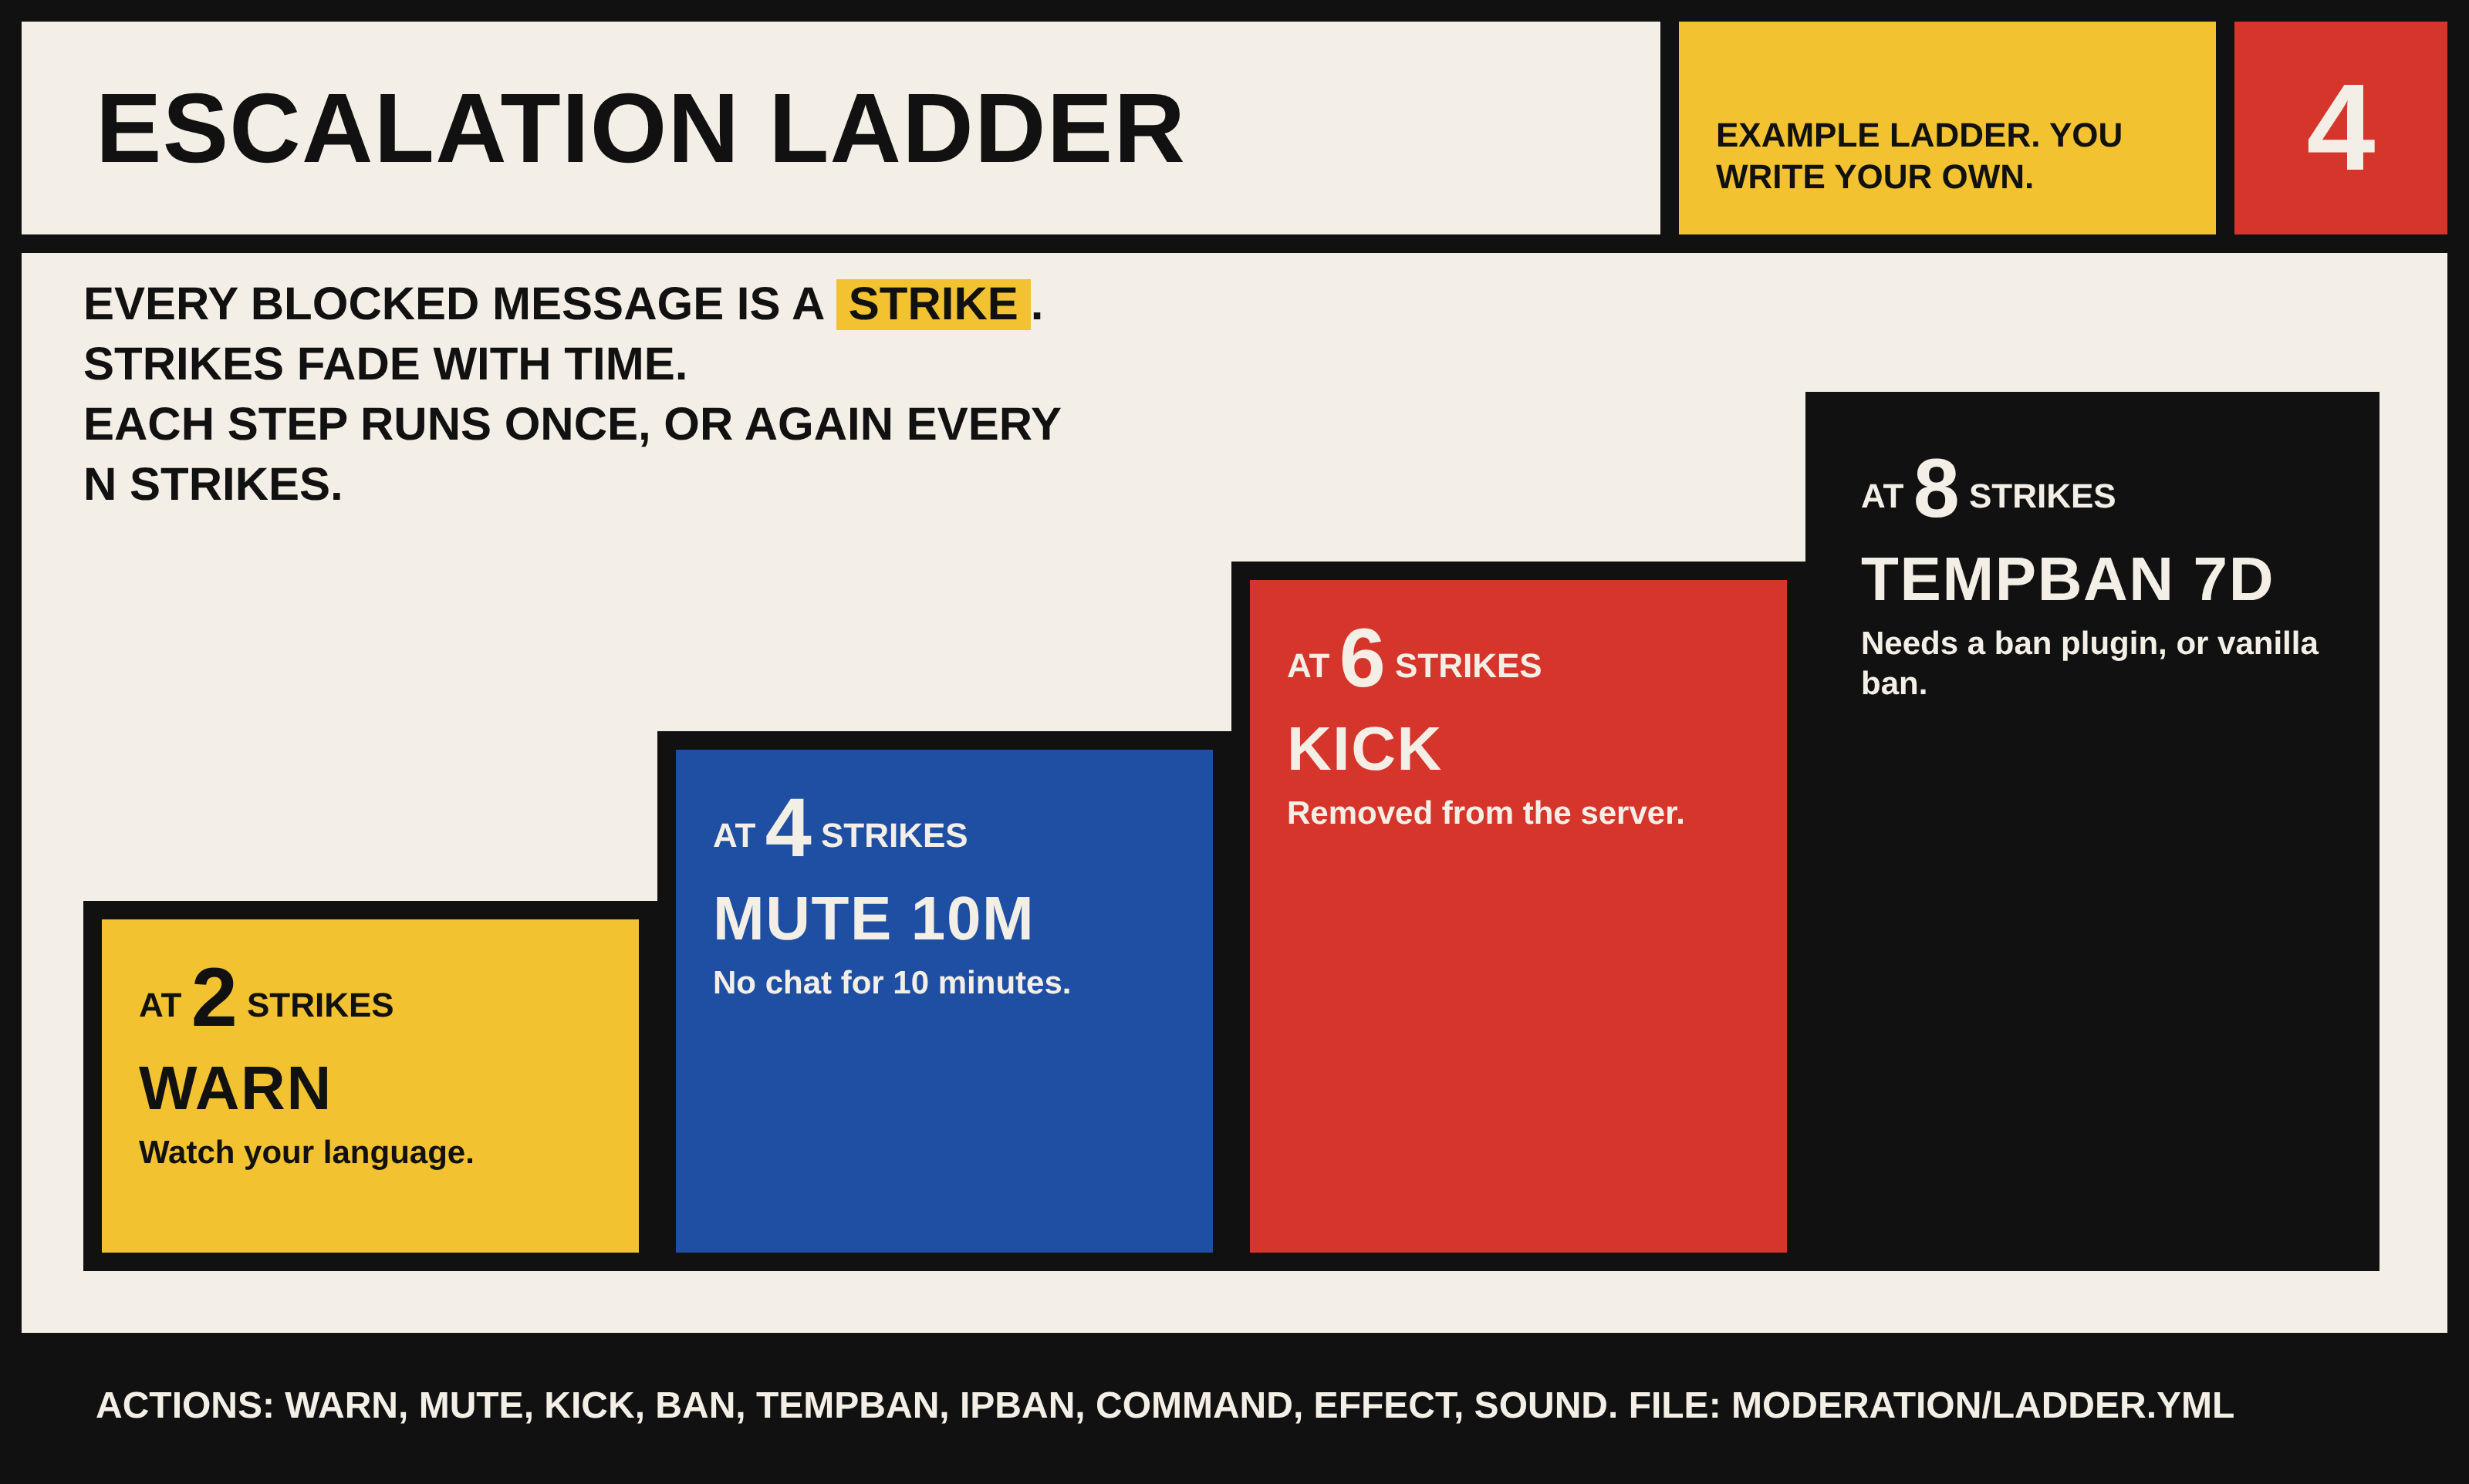 ESCALATION LADDER
EXAMPLE LADDER. YOU
WRITE YOUR OWN.
4
EVERY BLOCKED MESSAGE IS A STRIKE.
STRIKES FADE WITH TIME.
EACH STEP RUNS ONCE, OR AGAIN EVERY
N STRIKES.
AT 2 STRIKES
WARN
Watch your language.
AT 4 STRIKES
MUTE 10M
No chat for 10 minutes.
AT 6 STRIKES
KICK
Removed from the server.
AT 8 STRIKES
TEMPBAN 7D
Needs a ban plugin, or vanilla
ban.
ACTIONS: WARN, MUTE, KICK, BAN, TEMPBAN, IPBAN, COMMAND, EFFECT, SOUND. FILE: MODERATION/LADDER.YML